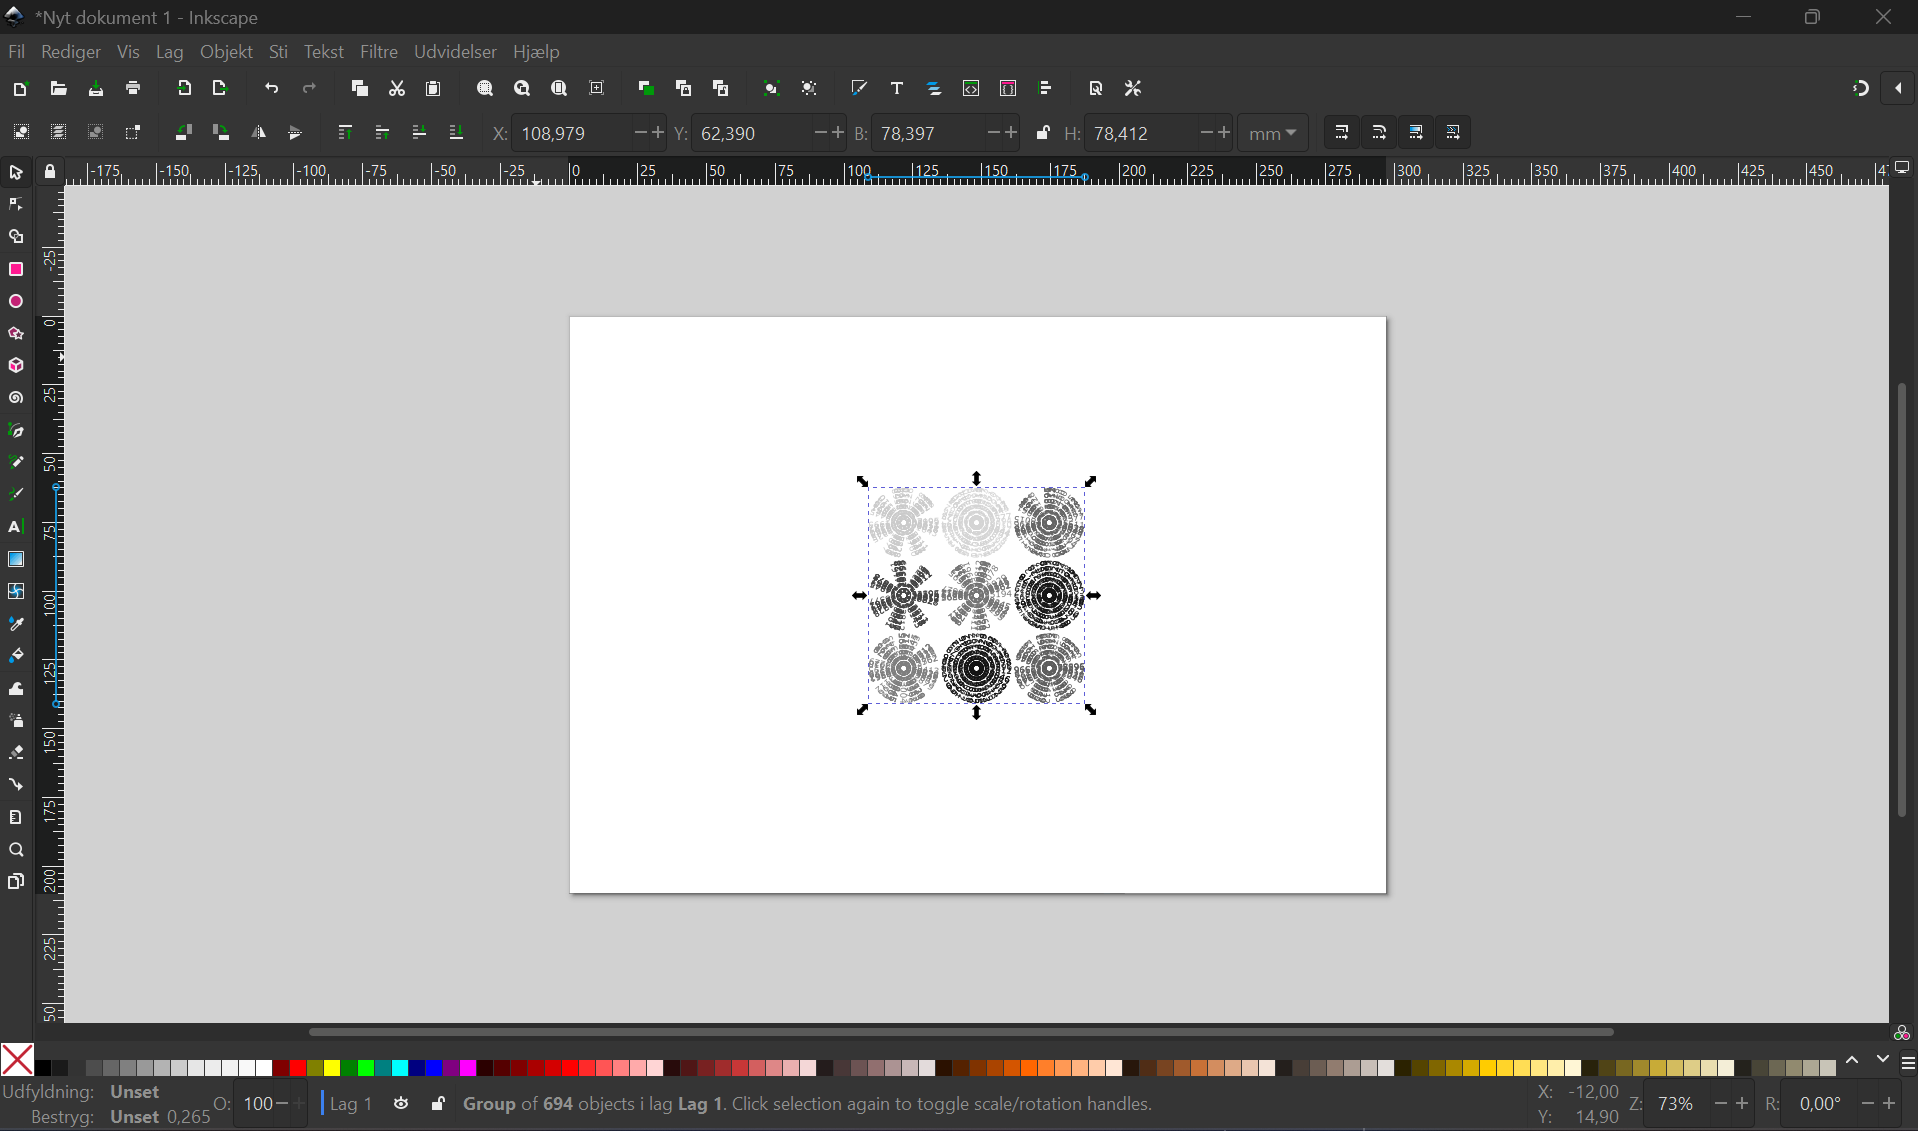 *Nyt dokument 1 - Inkscape
Fil Rediger Vis Lag Objekt Sti Tekst Filtre Udvidelser Hjælp
X: 108,979 Y: 62,390 B: 78,397 H: 78,412 mm
-175 -150 -125 -100 -75 -50 -25 0 25 50 75 100 125 150 175 200 225 250 275 300 325 350 375 400 425 450
-25
0
25
50
75
100
125
150
175
200
225
Udfyldning: Unset O: 100 Lag 1 Group of 694 objects i lag Lag 1. Click selection again to toggle scale/rotation handles. X: -12,00 Z: 73% R: 0,00°
Bestryg: Unset 0,265 Y: 14,90